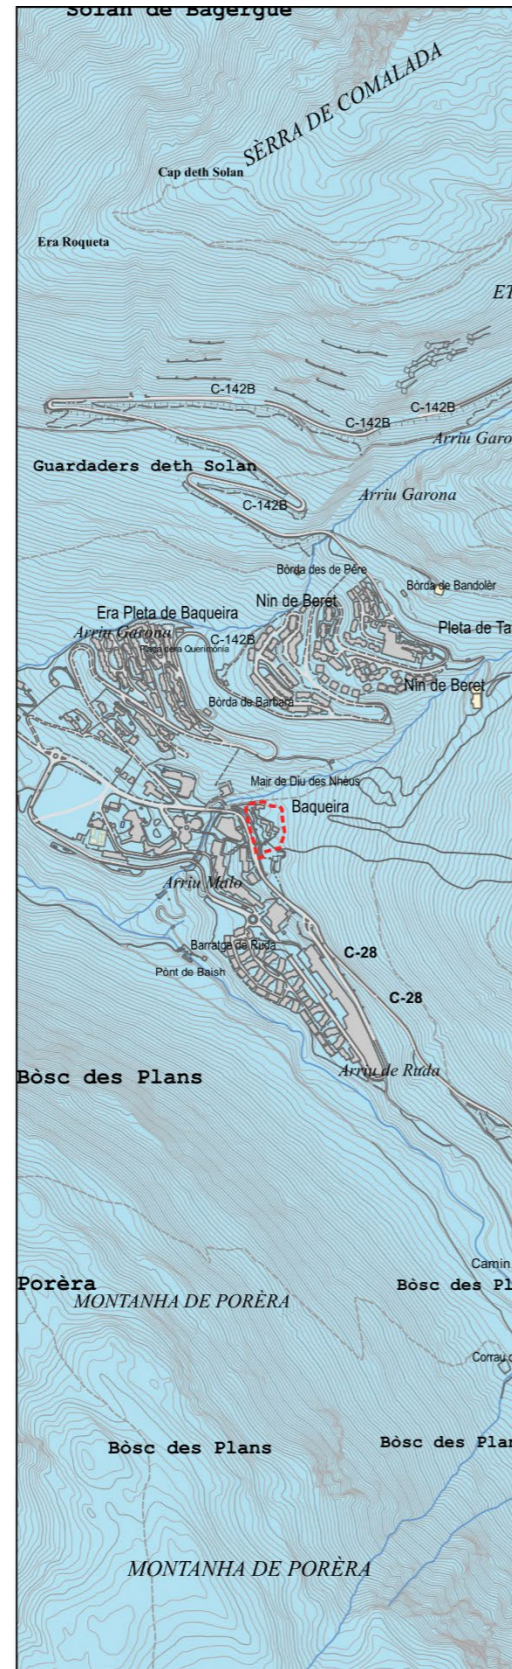 Solan de Bagergue
SÈRRA DE COMALADA
Cap deth Solan
Era Roqueta
C-142B
C-142B
C-142B
Arriu Garo
Guardaders deth Solan
Arriu Garona
C-142B
Bòrda des de Père
Bòrda de Bandolèr
Nin de Beret
Era Pleta de Baqueira
Pleta de Ta
Arriu Garona
C-142B
Nin de Beret
Bòrda de Barbarà
Mair de Diu des Nhèus
Baqueira
Arriu Malo
Barratge de Ruda
C-28
Pònt de Baish
C-28
Arriu de Ruda
Bòsc des Plans
Camin
Porèra
Bòsc des Pl
MONTANHA DE PORÈRA
Corrau d
Bòsc des Plans
Bòsc des Plan
MONTANHA DE PORÈRA